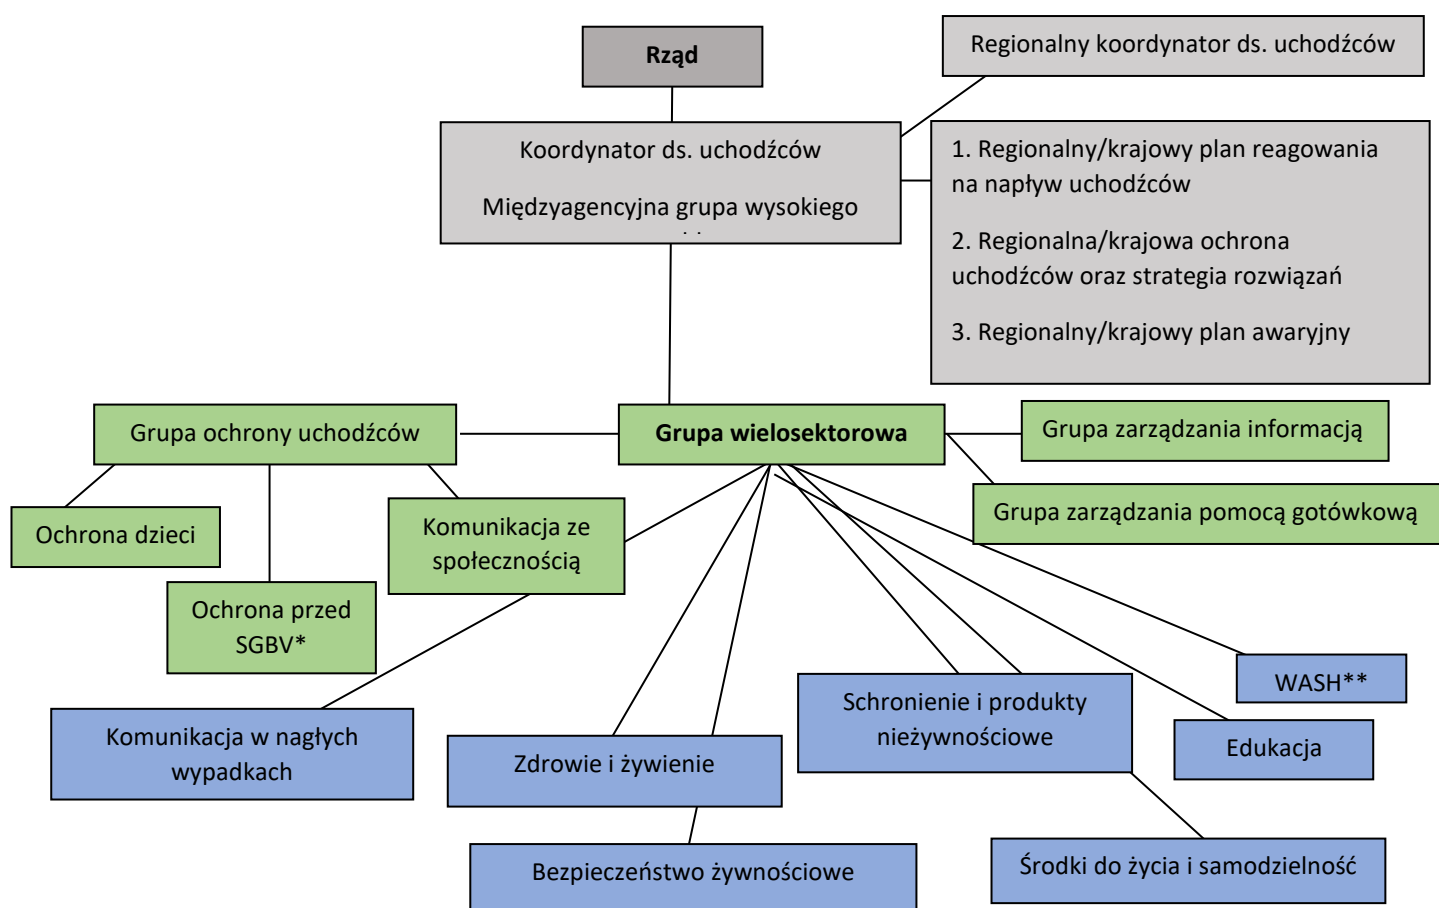 Rząd
Regionalny koordynator ds. uchodźców
Koordynator ds. uchodźców
Międzyagencyjna grupa wysokiego
1. Regionalny/krajowy plan reagowania
na napływ uchodźców
2. Regionalna/krajowa ochrona
uchodźców oraz strategia rozwiązań
3. Regionalny/krajowy plan awaryjny
Grupa ochrony uchodźców
Grupa wielosektorowa
Grupa zarządzania informacją
Grupa zarządzania pomocą gotówkową
Ochrona dzieci
Komunikacja ze
społecznością
Ochrona przed
SGBV*
WASH**
Schronienie i produkty
nieżywnościowe
Komunikacja w nagłych
wypadkach
Zdrowie i żywienie
Edukacja
Bezpieczeństwo żywnościowe
Środki do życia i samodzielność